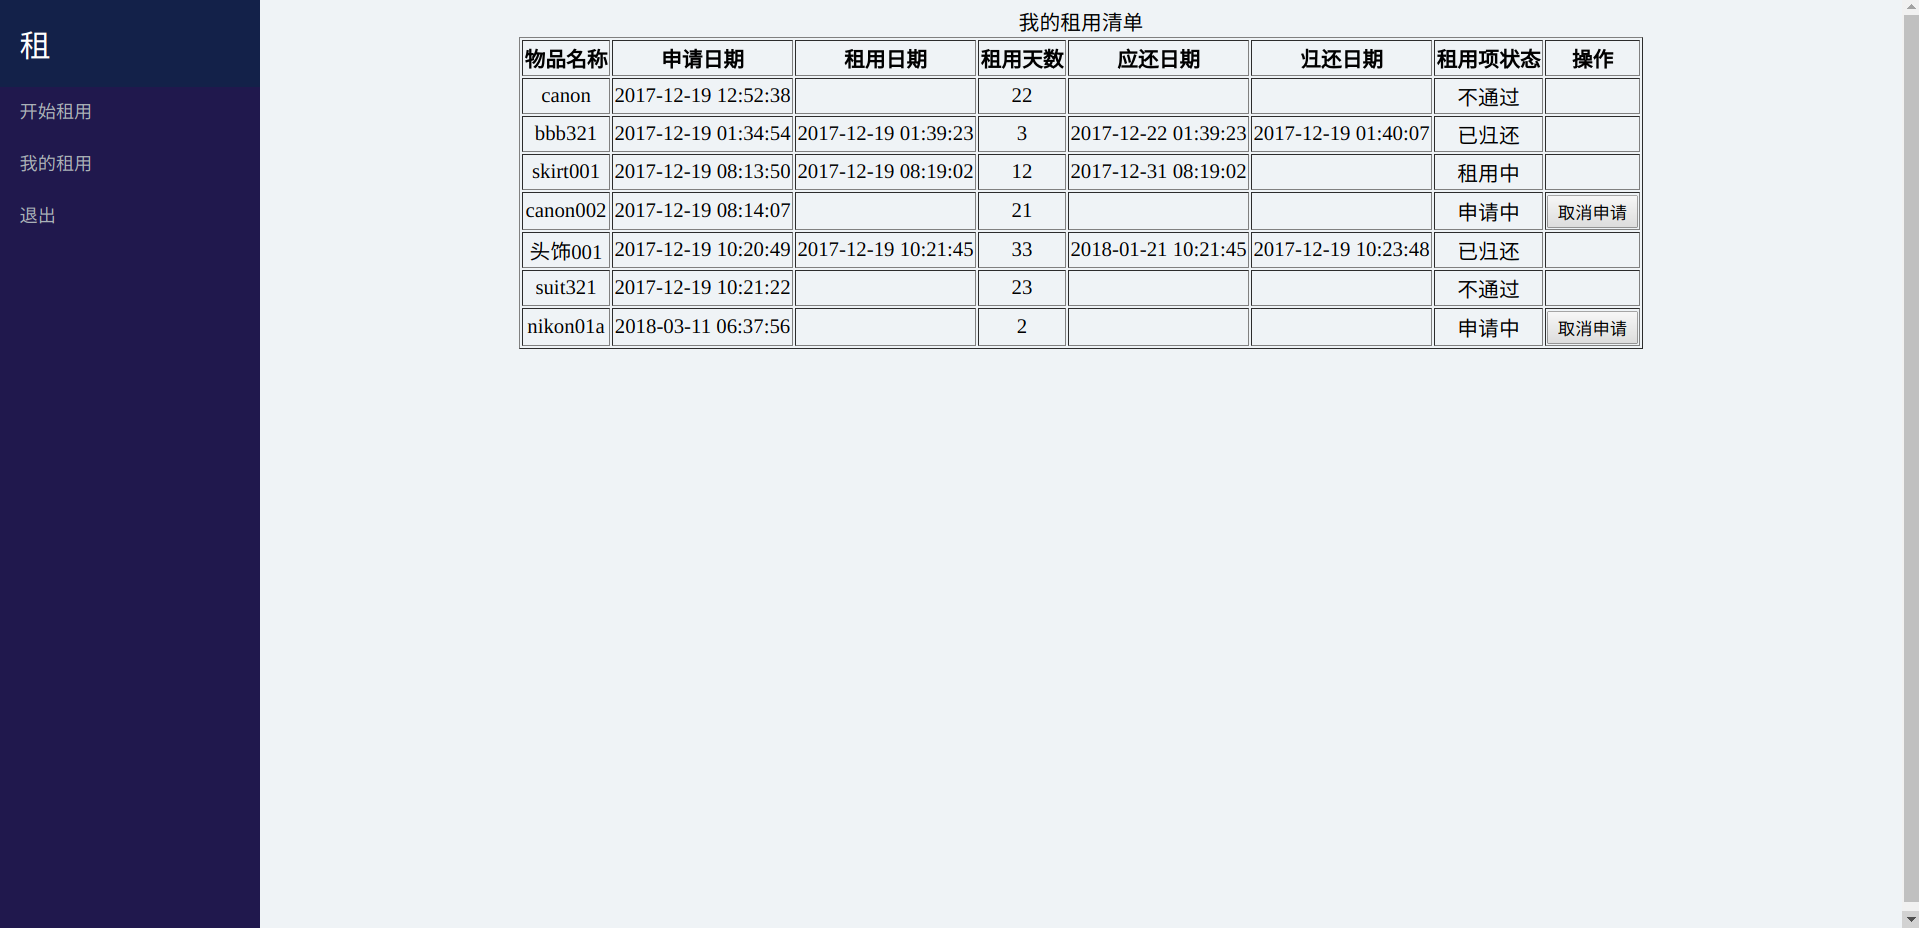 租
开始租用
我的租用
退出
我的租用清单
物品名称 申请日期 租用日期 租用天数 应还日期 归还日期 租用项状态 操作
canon 2017-12-19 12:52:38 22 不通过
bbb321 2017-12-19 01:34:54 2017-12-19 01:39:23 3 2017-12-22 01:39:23 2017-12-19 01:40:07 已归还
skirt001 2017-12-19 08:13:50 2017-12-19 08:19:02 12 2017-12-31 08:19:02 租用中
canon002 2017-12-19 08:14:07 21 申请中 取消申请
头饰001 2017-12-19 10:20:49 2017-12-19 10:21:45 33 2018-01-21 10:21:45 2017-12-19 10:23:48 已归还
suit321 2017-12-19 10:21:22 23 不通过
nikon01a 2018-03-11 06:37:56 2 申请中 取消申请